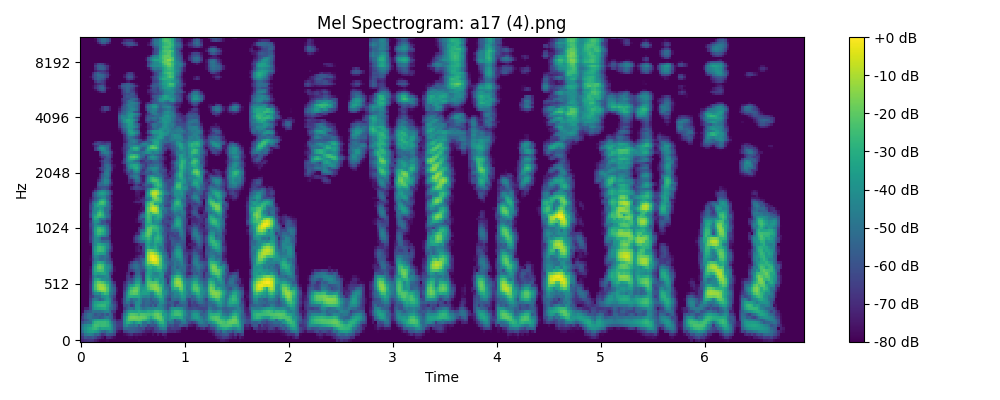 Mel Spectrogram: a17 (4).png
8192
4096
2048
1024
512
0
Hz
0 1 2 3 4 5 6
Time
+0 dB
-10 dB
-20 dB
-30 dB
-40 dB
-50 dB
-60 dB
-70 dB
-80 dB